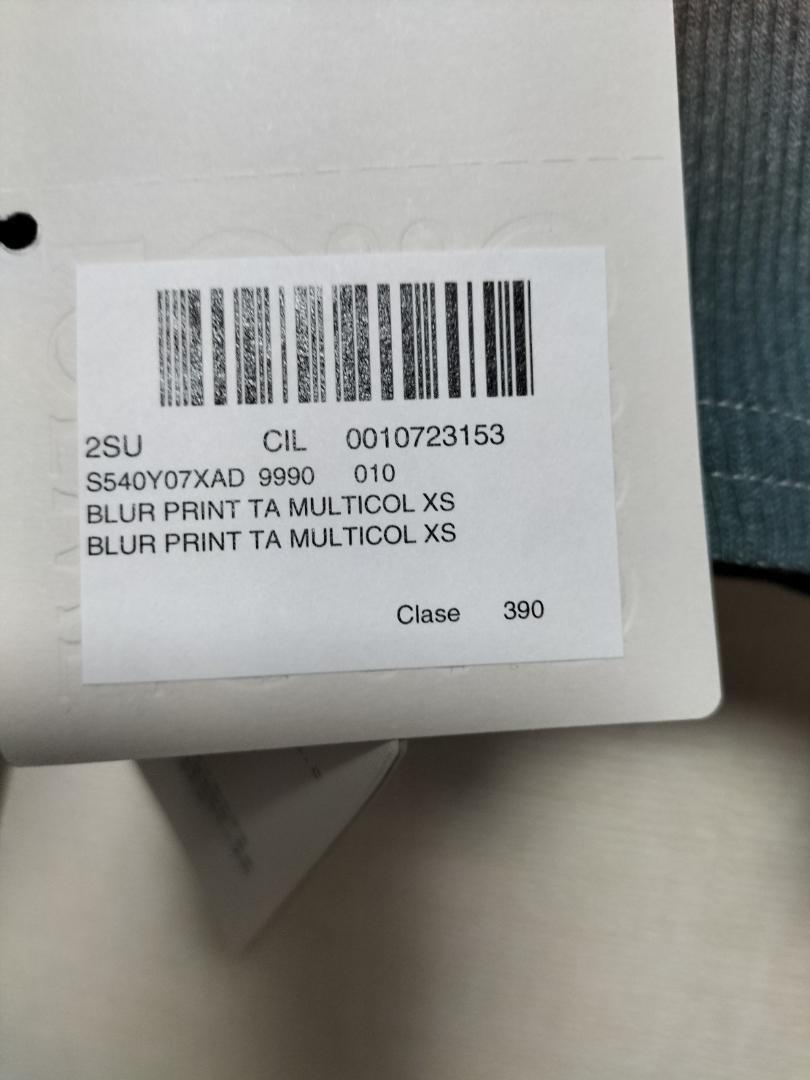 2SU CIL 0010723153
S540Y07XAD 9990 010
BLUR PRINT TA MULTICOL XS
BLUR PRINT TA MULTICOL XS
Clase 390